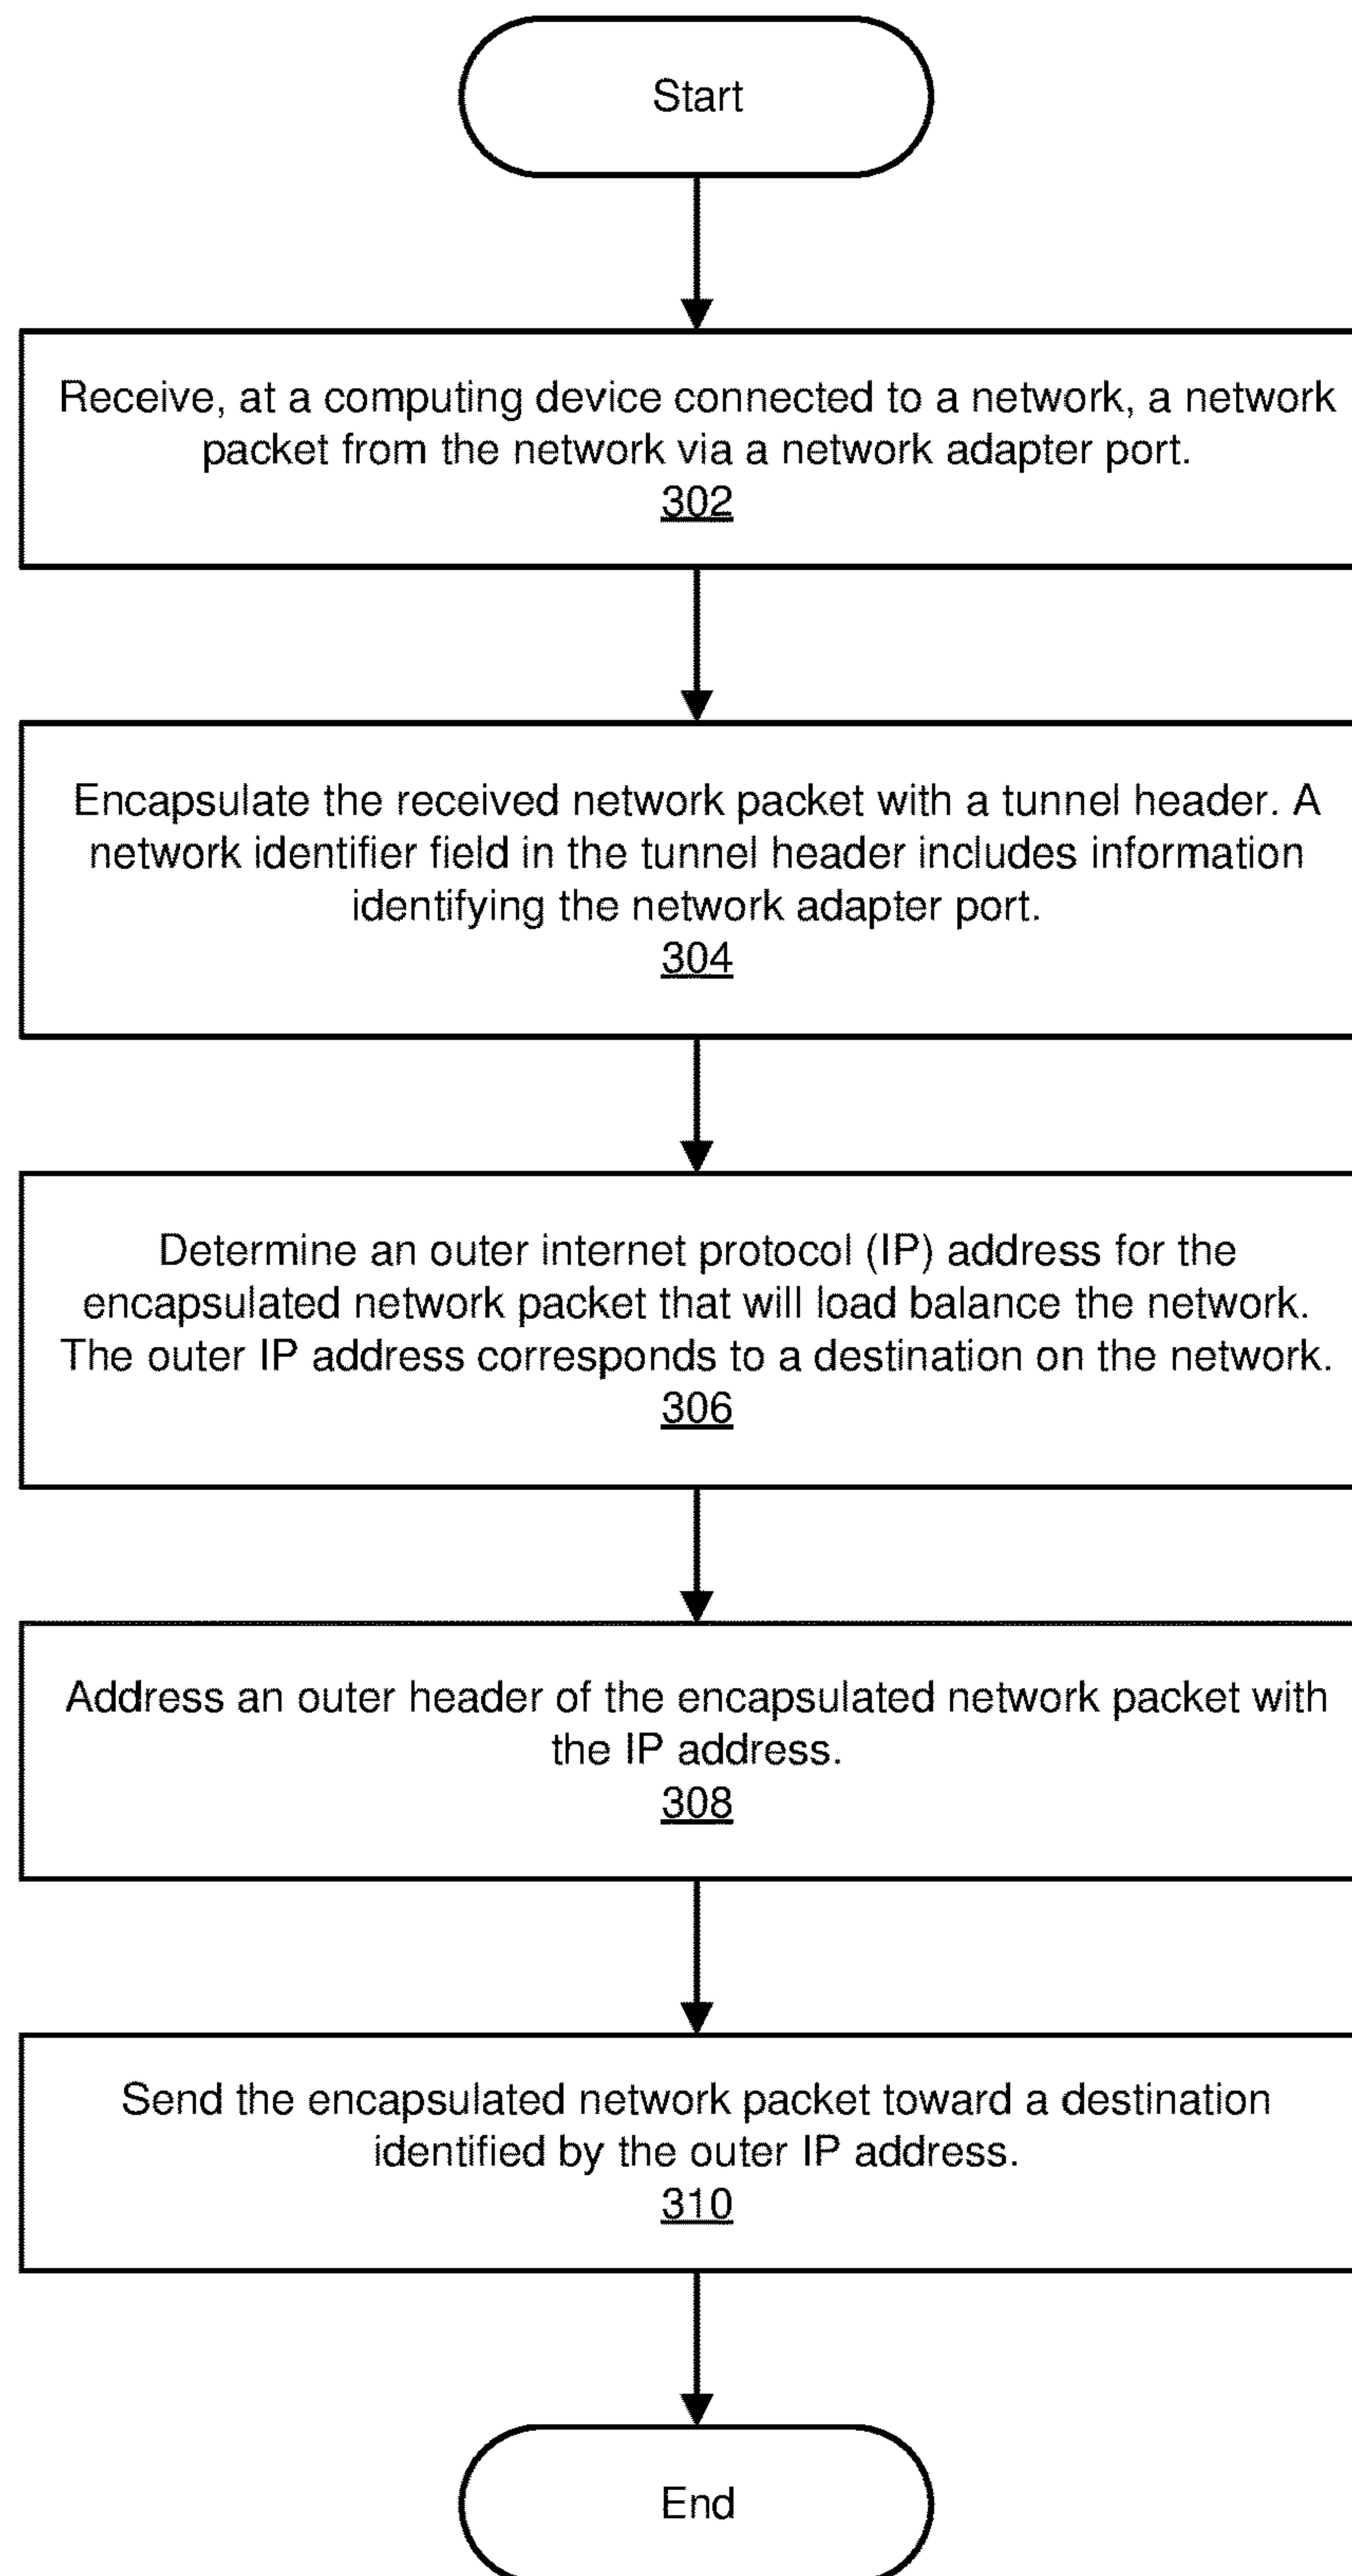 Start
Receive, at a computing device connected to a network, a network
packet from the network via a network adapter port.
302
Encapsulate the received network packet with a tunnel header. A
network identifier field in the tunnel header includes information
identifying the network adapter port.
304
Determine an outer internet protocol (IP) address for the
encapsulated network packet that will load balance the network.
The outer IP address corresponds to a destination on the network.
306
Address an outer header of the encapsulated network packet with
the IP address.
308
Send the encapsulated network packet toward a destination
identified by the outer IP address.
310
End